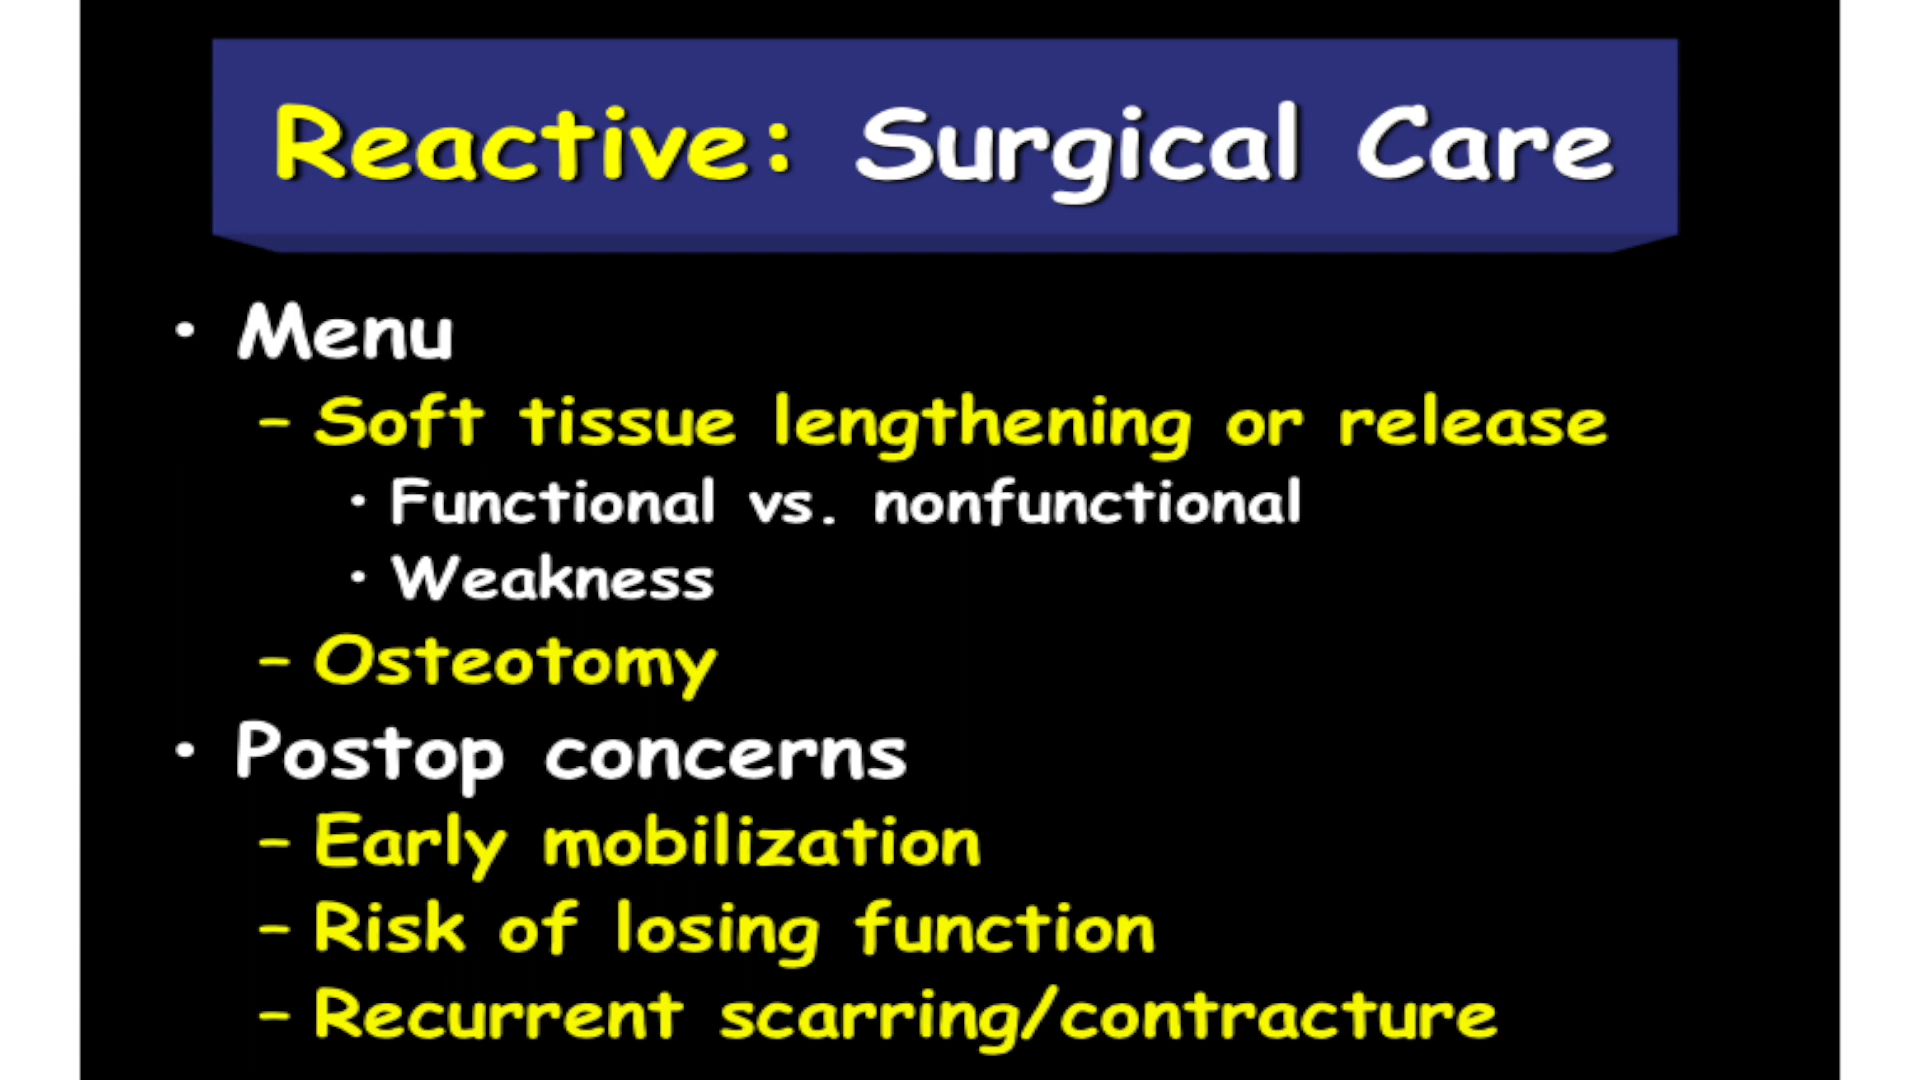 Reactive: Surgical Care
• Menu
– Soft tissue lengthening or release
• Functional vs. nonfunctional
• Weakness
– Osteotomy
• Postop concerns
– Early mobilization
– Risk of losing function
– Recurrent scarring/contracture